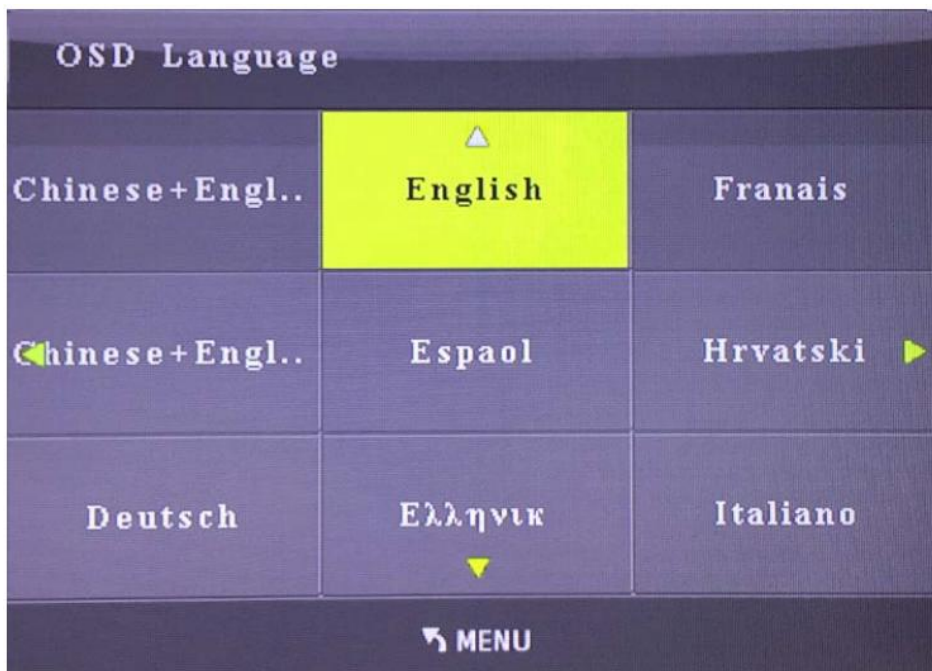 OSD Language
Chinese+Engl.. English Franais
Chinese+Engl.. Espaol Hrvatski
Deutsch Ελληνικ Italiano
MENU